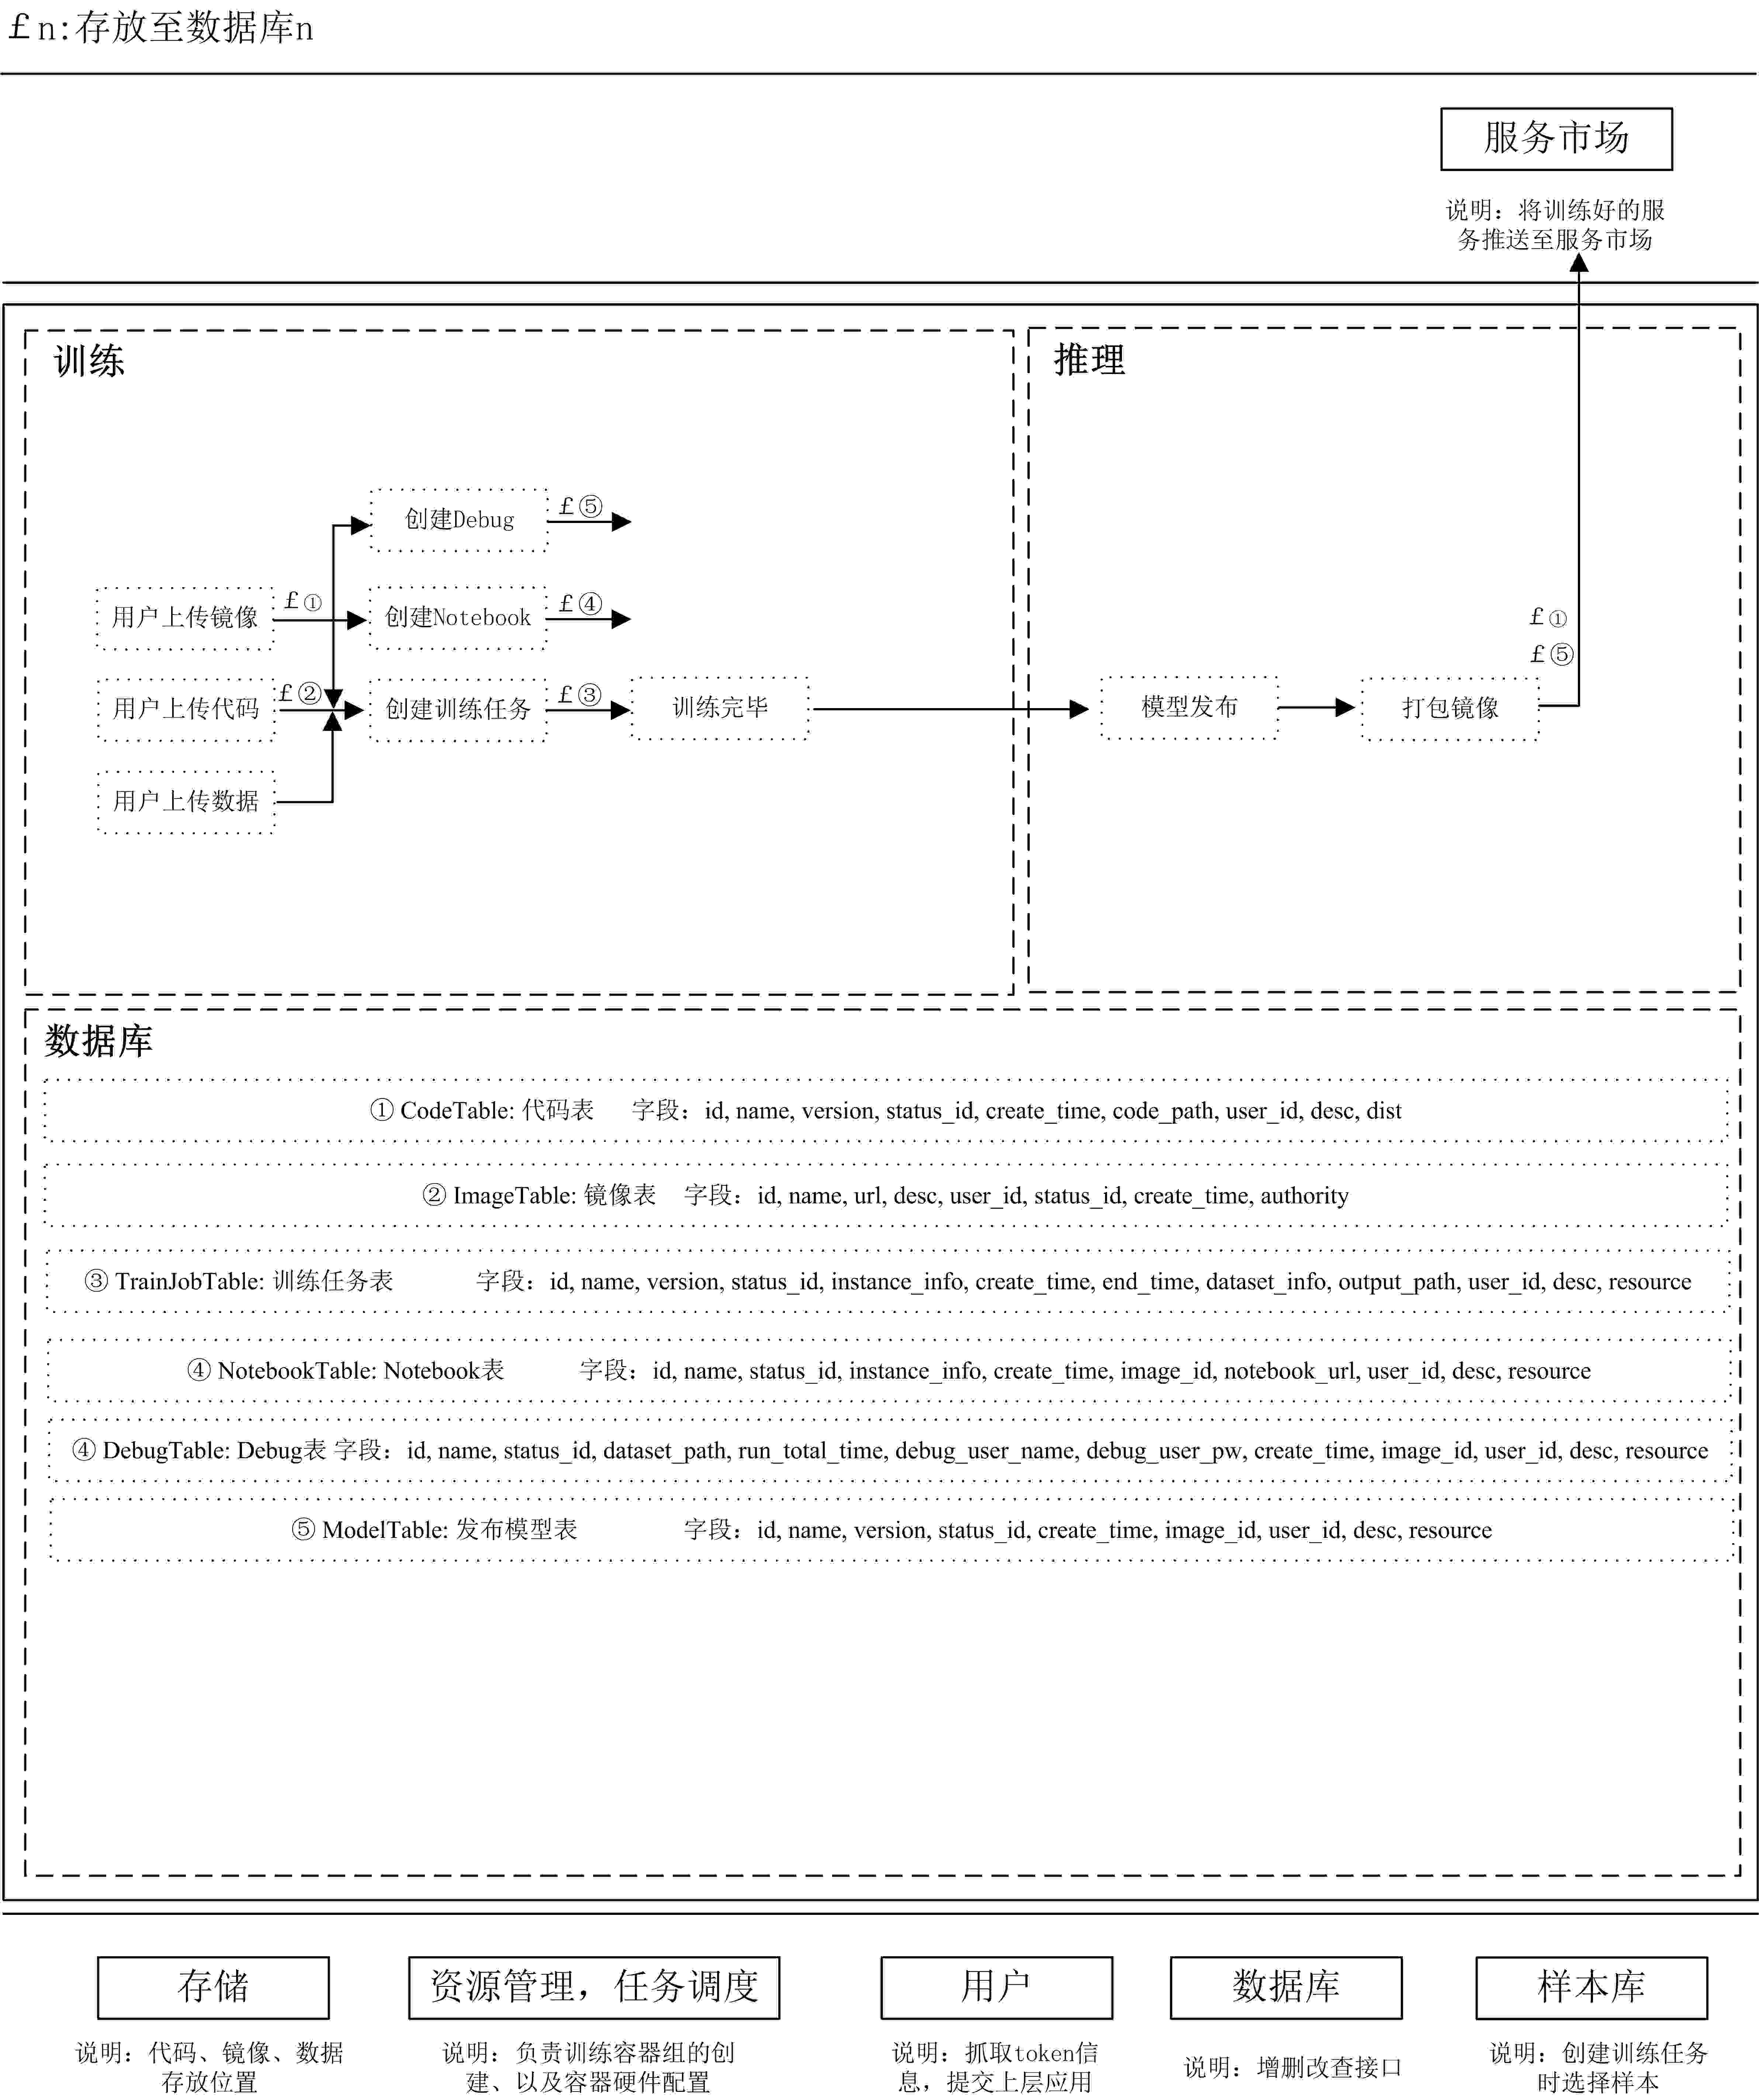 ￡n:存放至数据库n
服务市场
说明：将训练好的服
务推送至服务市场
训练
推理
创建Debug
￡⑤
用户上传镜像
￡①
创建Notebook
￡④
用户上传代码
￡②
创建训练任务
￡③
训练完毕
模型发布
打包镜像
￡①
￡⑤
用户上传数据
数据库
① CodeTable: 代码表 字段：id, name, version, status_id, create_time, code_path, user_id, desc, dist
② ImageTable: 镜像表 字段：id, name, url, desc, user_id, status_id, create_time, authority
③ TrainJobTable: 训练任务表 字段：id, name, version, status_id, instance_info, create_time, end_time, dataset_info, output_path, user_id, desc, resource
④ NotebookTable: Notebook表 字段：id, name, status_id, instance_info, create_time, image_id, notebook_url, user_id, desc, resource
④ DebugTable: Debug表 字段：id, name, status_id, dataset_path, run_total_time, debug_user_name, debug_user_pw, create_time, image_id, user_id, desc, resource
⑤ ModelTable: 发布模型表 字段：id, name, version, status_id, create_time, image_id, user_id, desc, resource
存储
说明：代码、镜像、数据
存放位置
资源管理，任务调度
说明：负责训练容器组的创
建、以及容器硬件配置
用户
说明：抓取token信
息，提交上层应用
数据库
说明：增删改查接口
样本库
说明：创建训练任务
时选择样本